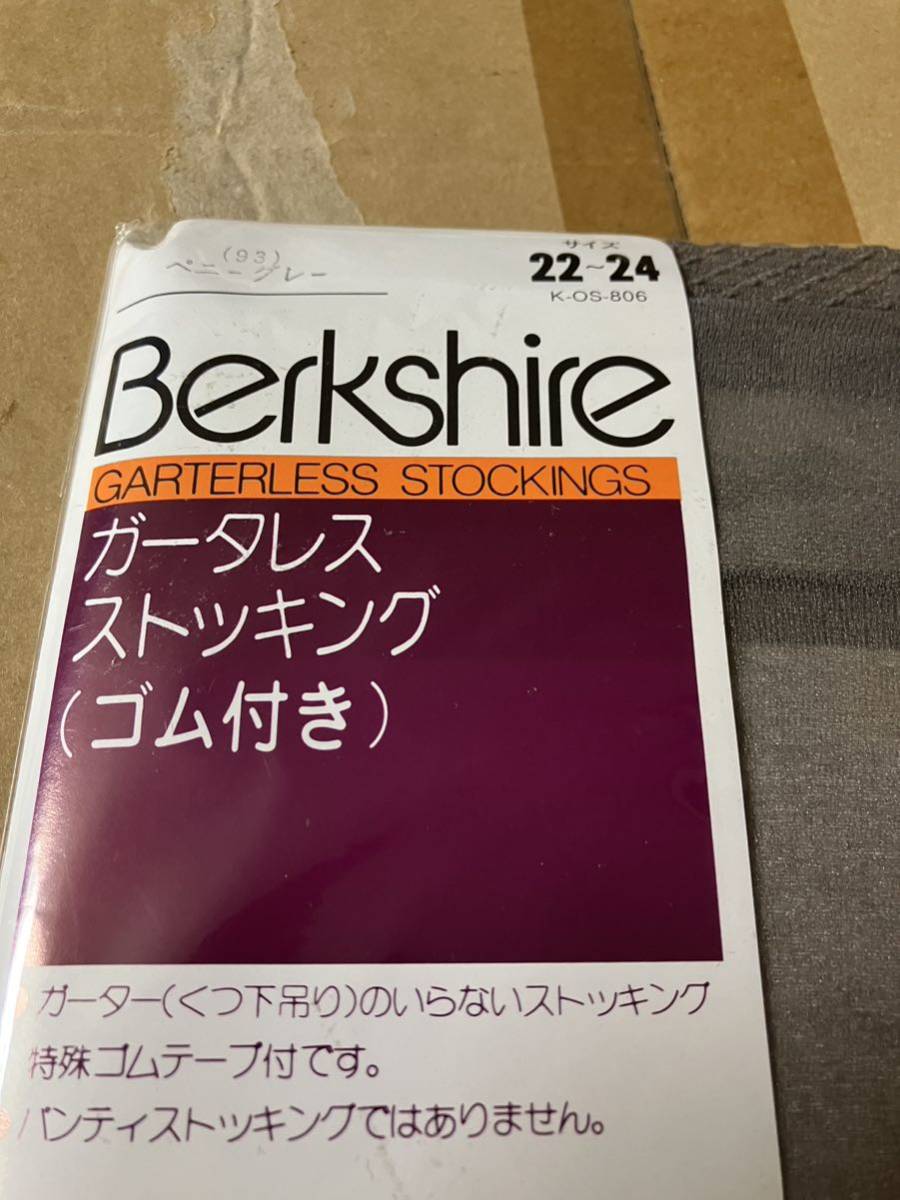 (93)
ペニーグレー
サイズ
22~24
K-OS-806
Berkshire
GARTERLESS STOCKINGS
ガータレス
ストッキング
(ゴム付き)
ガーター(くつ下吊り)のいらないストッキング
特殊ゴムテープ付です。
パンティストッキングではありません。